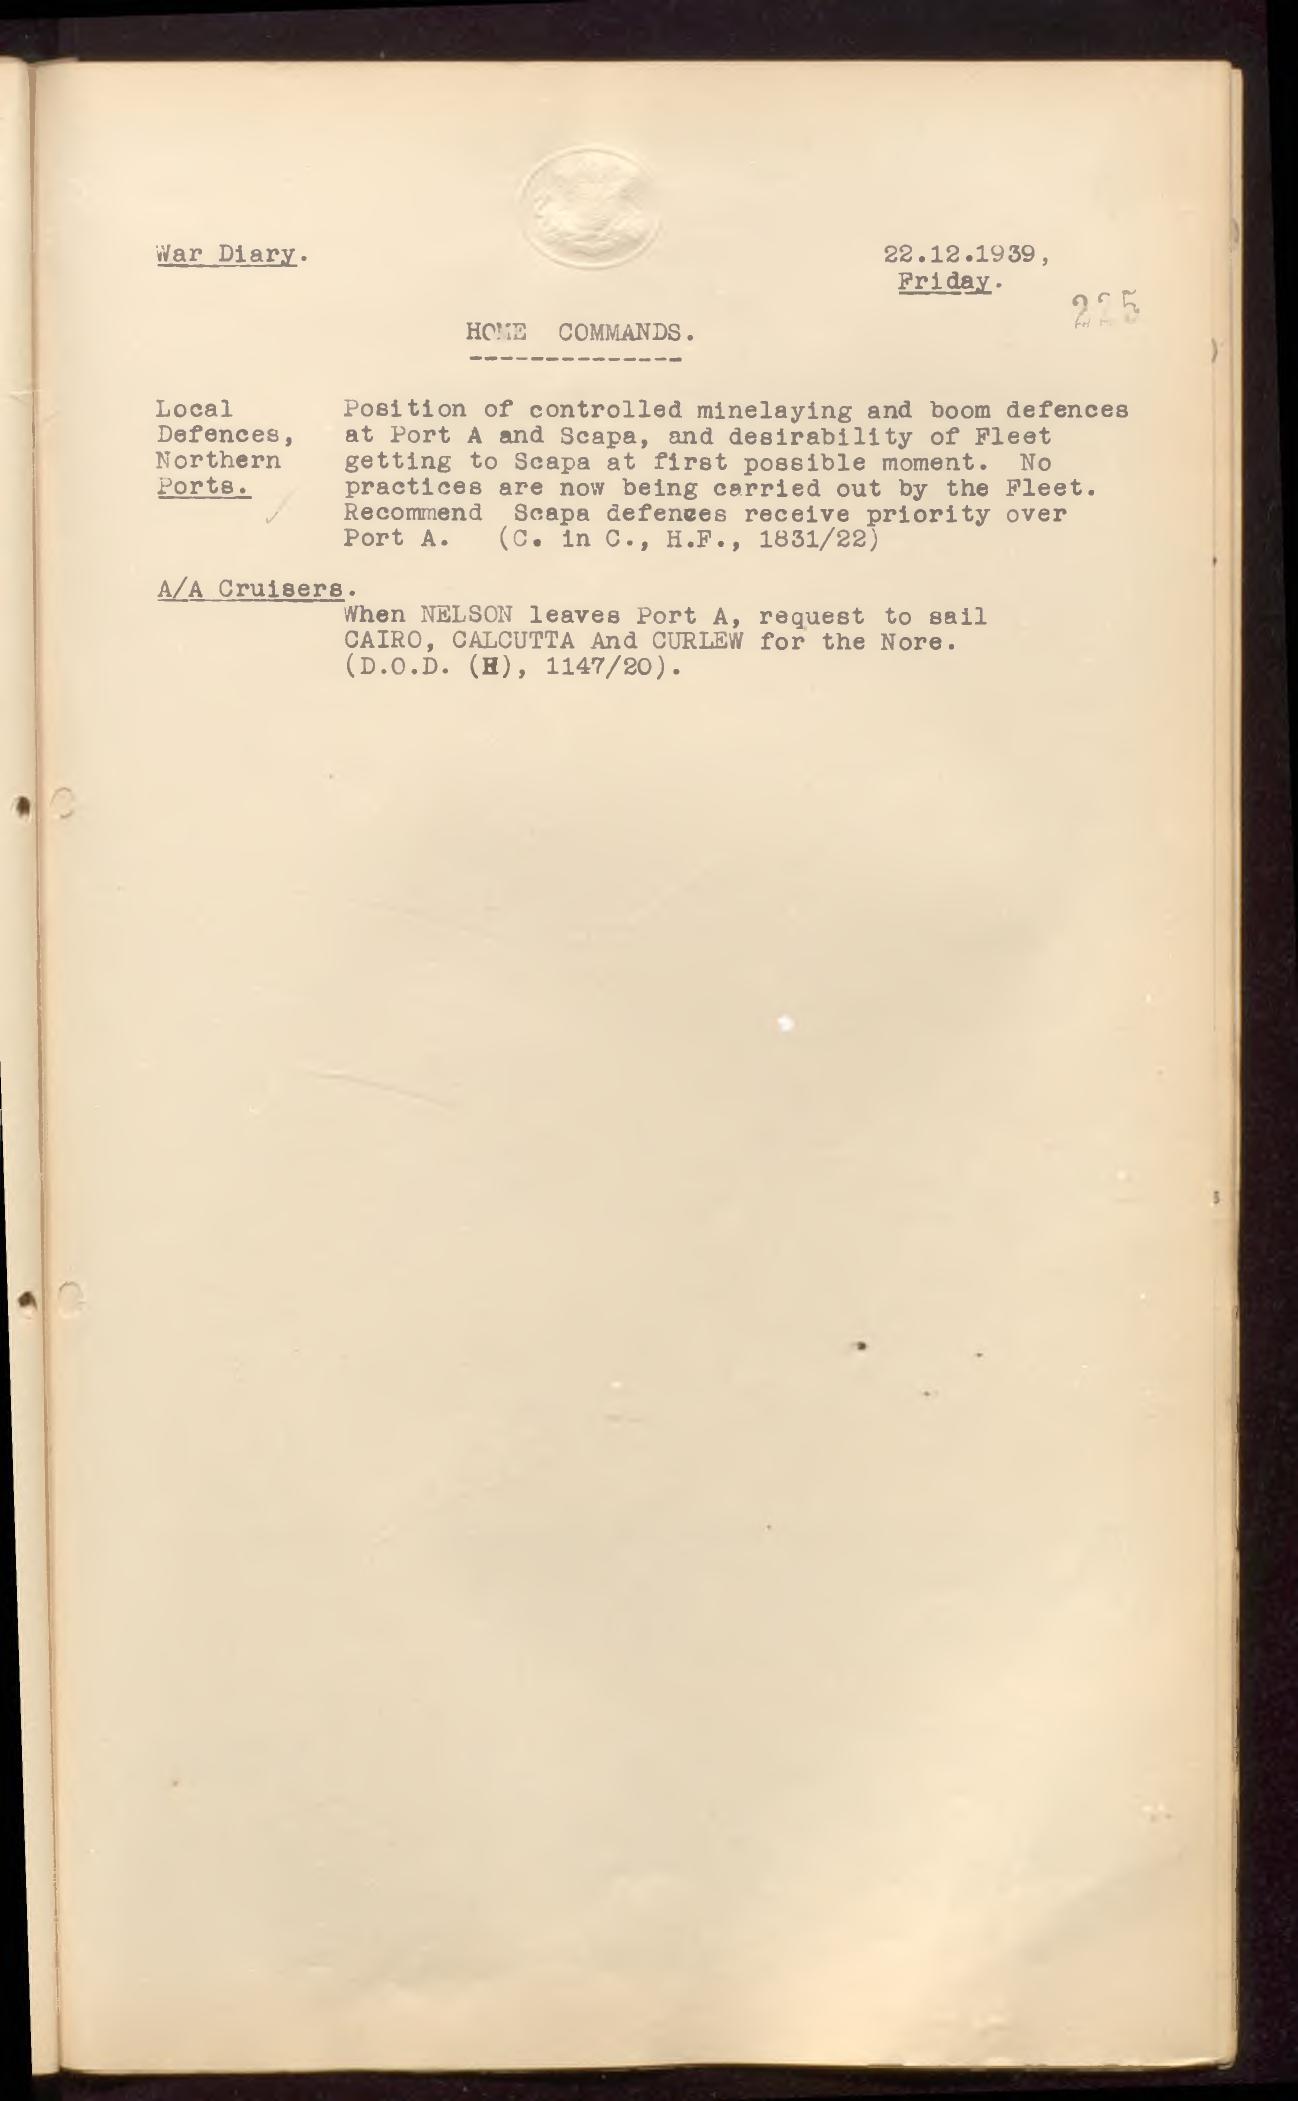 War Diary.
22.12.1939,
Friday.
225
HOME COMMANDS.
--------------
Local
Defences,
Northern
Ports.
Position of controlled minelaying and boom defences
at Port A and Scapa, and desirability of Fleet
getting to Scapa at first possible moment. No
practices are now being carried out by the Fleet.
Recommend Scapa defences receive priority over
Port A. (C. in C., H.F., 1831/22)
A/A Cruisers.
When NELSON leaves Port A, request to sail
CAIRO, CALCUTTA And CURLEW for the Nore.
(D.O.D. (H), 1147/20).